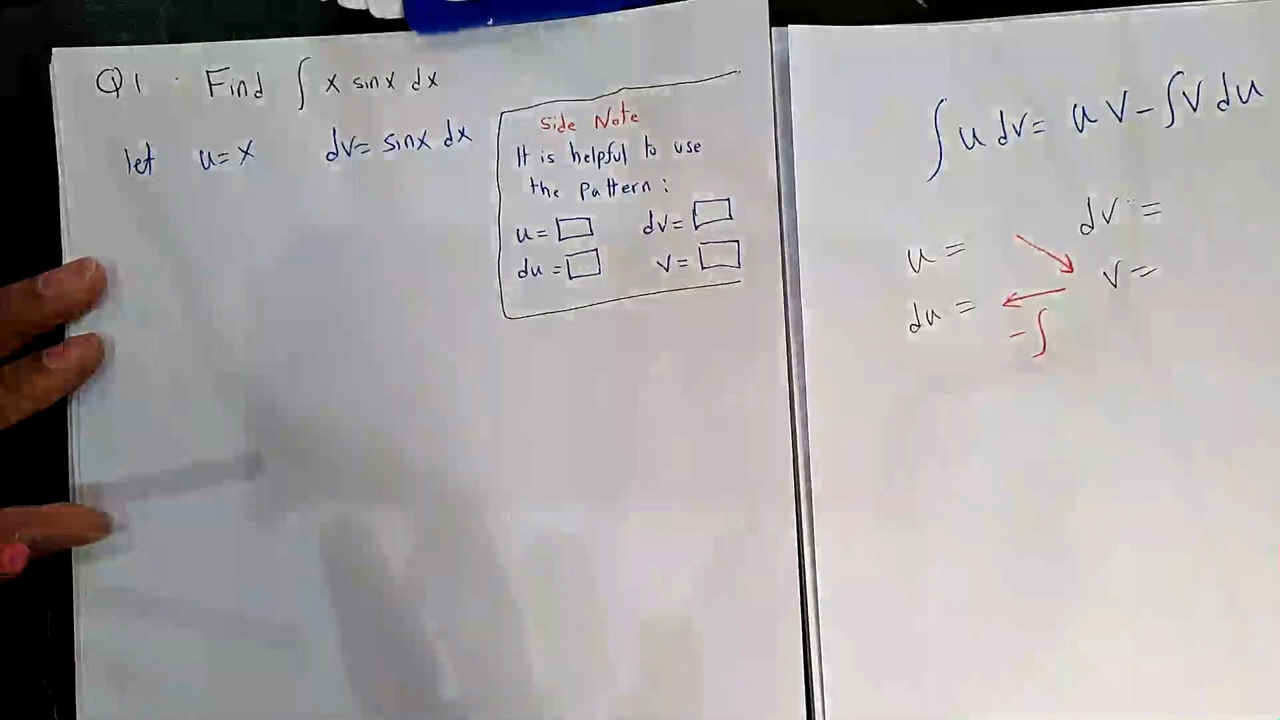 Q1. Find ∫ x sinx dx
let u=x dv= sinx dx
Side Note
It is helpful to use
the pattern:
u=□ dv=□
du=□ v=□
∫ u dv= uv-∫v du
u= dv=
du= v=
-∫